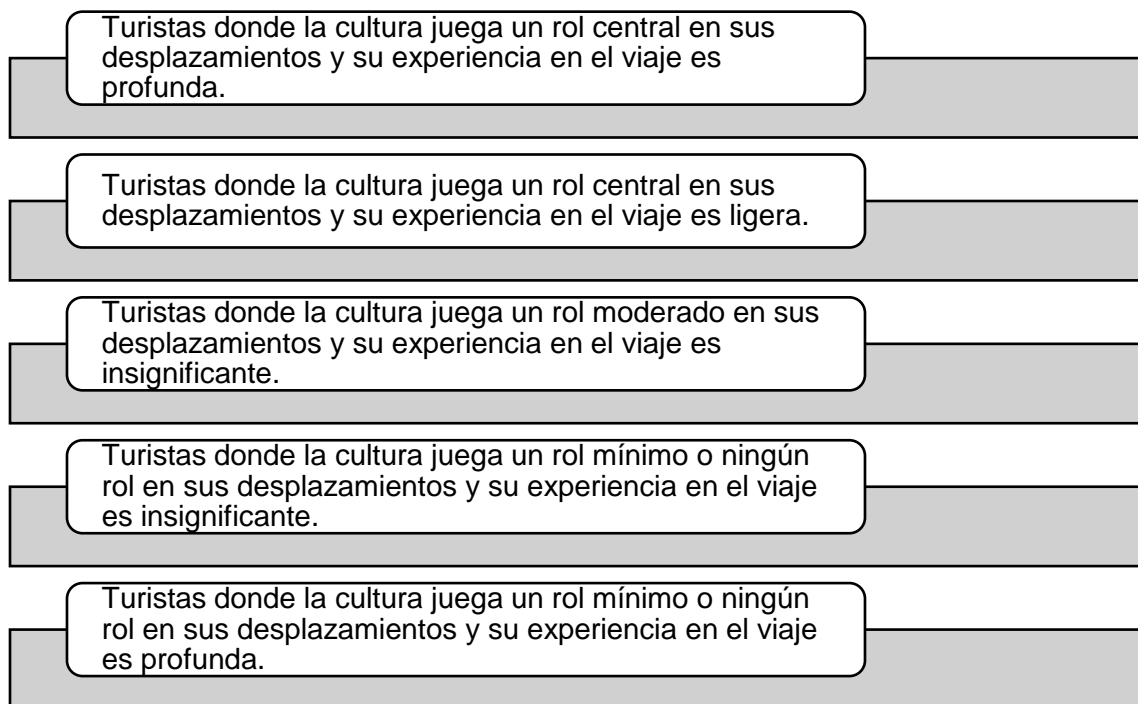 Turistas donde la cultura juega un rol central en sus
desplazamientos y su experiencia en el viaje es
profunda.
Turistas donde la cultura juega un rol central en sus
desplazamientos y su experiencia en el viaje es ligera.
Turistas donde la cultura juega un rol moderado en sus
desplazamientos y su experiencia en el viaje es
insignificante.
Turistas donde la cultura juega un rol mínimo o ningún
rol en sus desplazamientos y su experiencia en el viaje
es insignificante.
Turistas donde la cultura juega un rol mínimo o ningún
rol en sus desplazamientos y su experiencia en el viaje
es profunda.